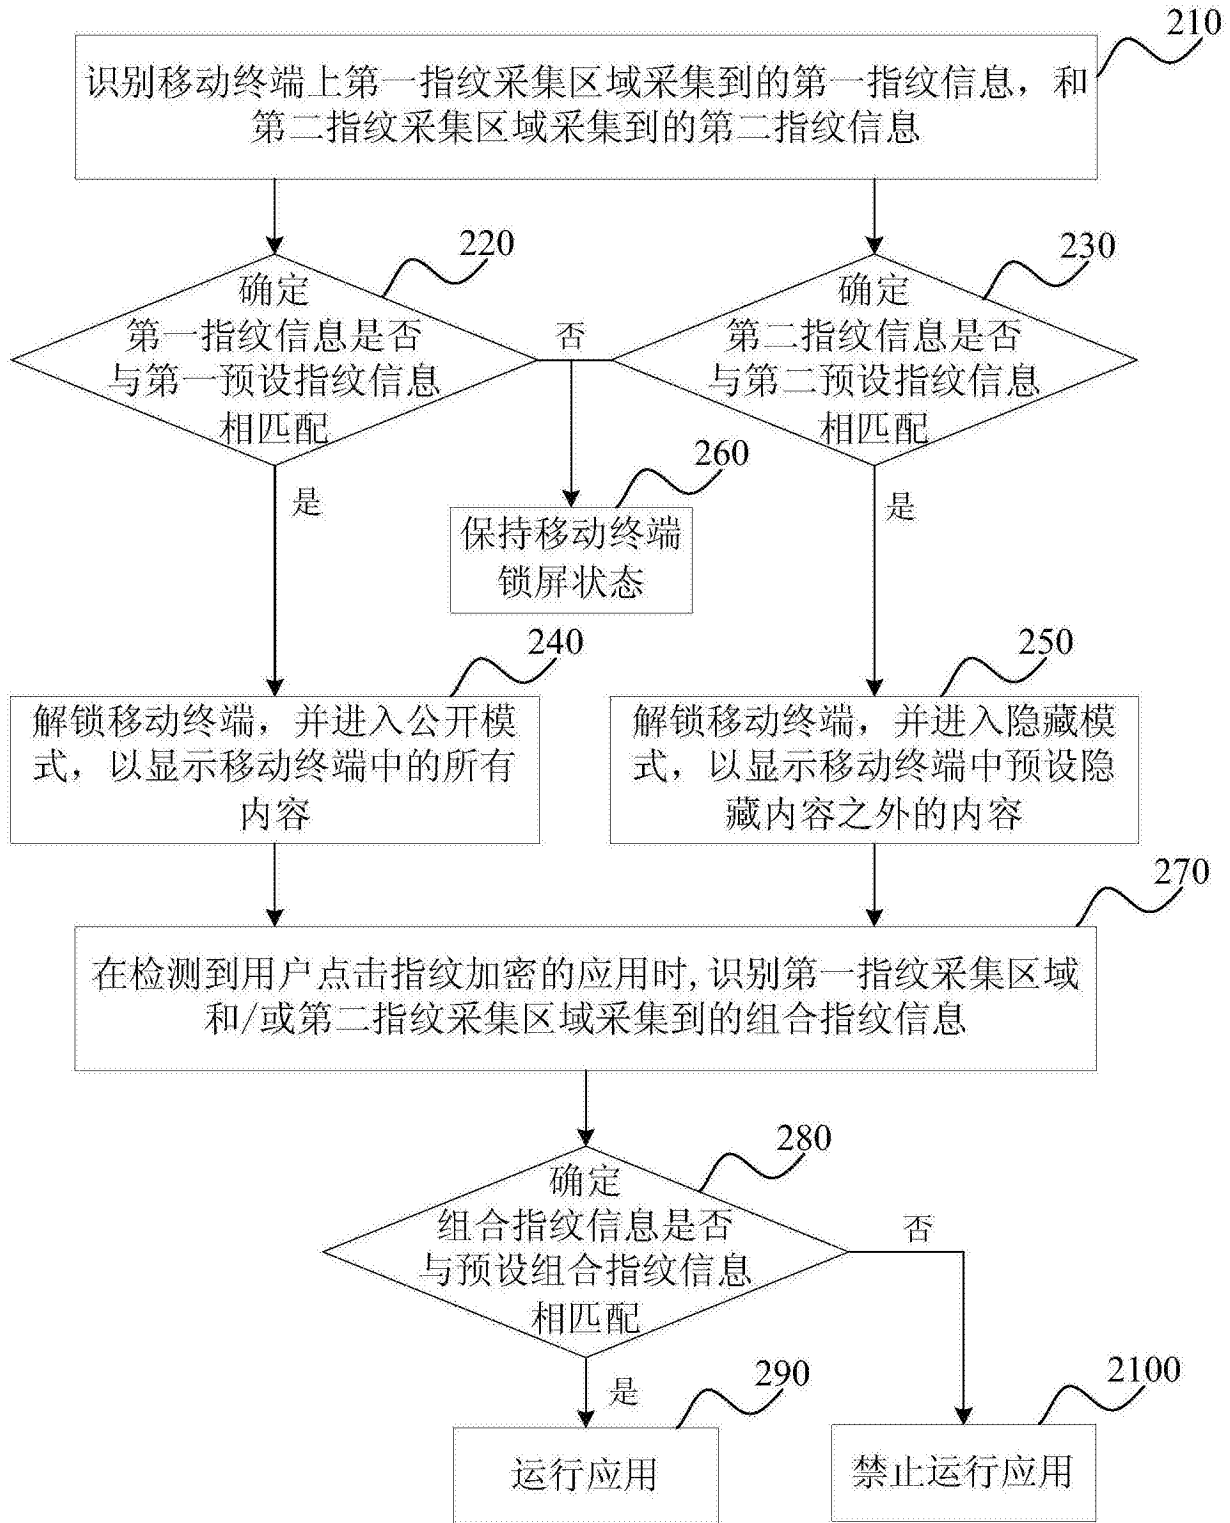 210
识别移动终端上第一指纹采集区域采集到的第一指纹信息，和
第二指纹采集区域采集到的第二指纹信息
220
确定
第一指纹信息是否
与第一预设指纹信息
相匹配
否
230
确定
第二指纹信息是否
与第二预设指纹信息
相匹配
是
260
保持移动终端
锁屏状态
是
240
解锁移动终端，并进入公开模
式，以显示移动终端中的所有
内容
250
解锁移动终端，并进入隐藏模
式，以显示移动终端中预设隐
藏内容之外的内容
270
在检测到用户点击指纹加密的应用时,识别第一指纹采集区域
和/或第二指纹采集区域采集到的组合指纹信息
280
确定
组合指纹信息是否
与预设组合指纹信息
相匹配
否
是
290
运行应用
2100
禁止运行应用